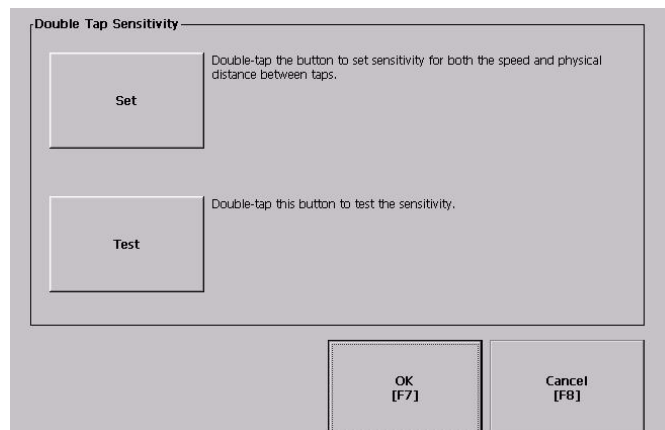 Double Tap Sensitivity
Double-tap the button to set sensitivity for both the speed and physical
distance between taps.
Set
Double-tap this button to test the sensitivity.
Test
OK
[F7]
Cancel
[F8]